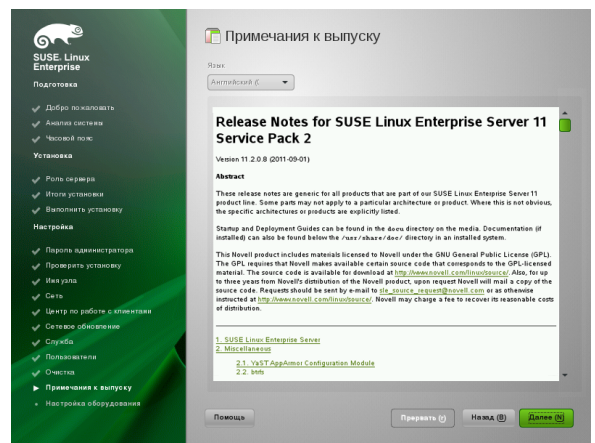 SUSE. Linux
Enterprise
Подготовка
Добро пожаловать
Анализ системы
Часовой пояс
Установка
Роль сервера
Итоги установки
Выполнить установку
Настройка
Пароль администратора
Проверить установку
Имя узла
Сеть
Центр по работе с клиентами
Сетевое обновление
Служба
Пользователи
Очистка
Примечания к выпуску
Настройка оборудования
Примечания к выпуску
Язык
Английский (
Release Notes for SUSE Linux Enterprise Server 11
Service Pack 2
Version 11.2.0.8 (2011-09-01)
Abstract
These release notes are generic for all products that are part of our SUSE Linux Enterprise Server 11
product line. Some parts may not apply to a particular architecture or product. Where this is not obvious,
the specific architectures or products are explicitly listed.
Startup and Deployment Guides can be found in the docu directory on the media. Documentation (if
installed) can also be found below the /usr/share/doc/ directory in an installed system.
This Novell product includes materials licensed to Novell under the GNU General Public License (GPL).
The GPL requires that Novell makes available certain source code that corresponds to the GPL-licensed
material. The source code is available for download at http://www.novell.com/linux/source/. Also, for up
to three years from Novell's distribution of the Novell product, upon request Novell will mail a copy of the
source code. Requests should be sent by e-mail to sle_source_request@novell.com or as otherwise
instructed at http://www.novell.com/linux/source/. Novell may charge a fee to recover its reasonable costs
of distribution.
1. SUSE Linux Enterprise Server
2. Miscellaneous
2.1. YaST AppArmor Configuration Module
2.2. btrfs
Помощь
Прервать (r)
Назад (B)
Далее (N)